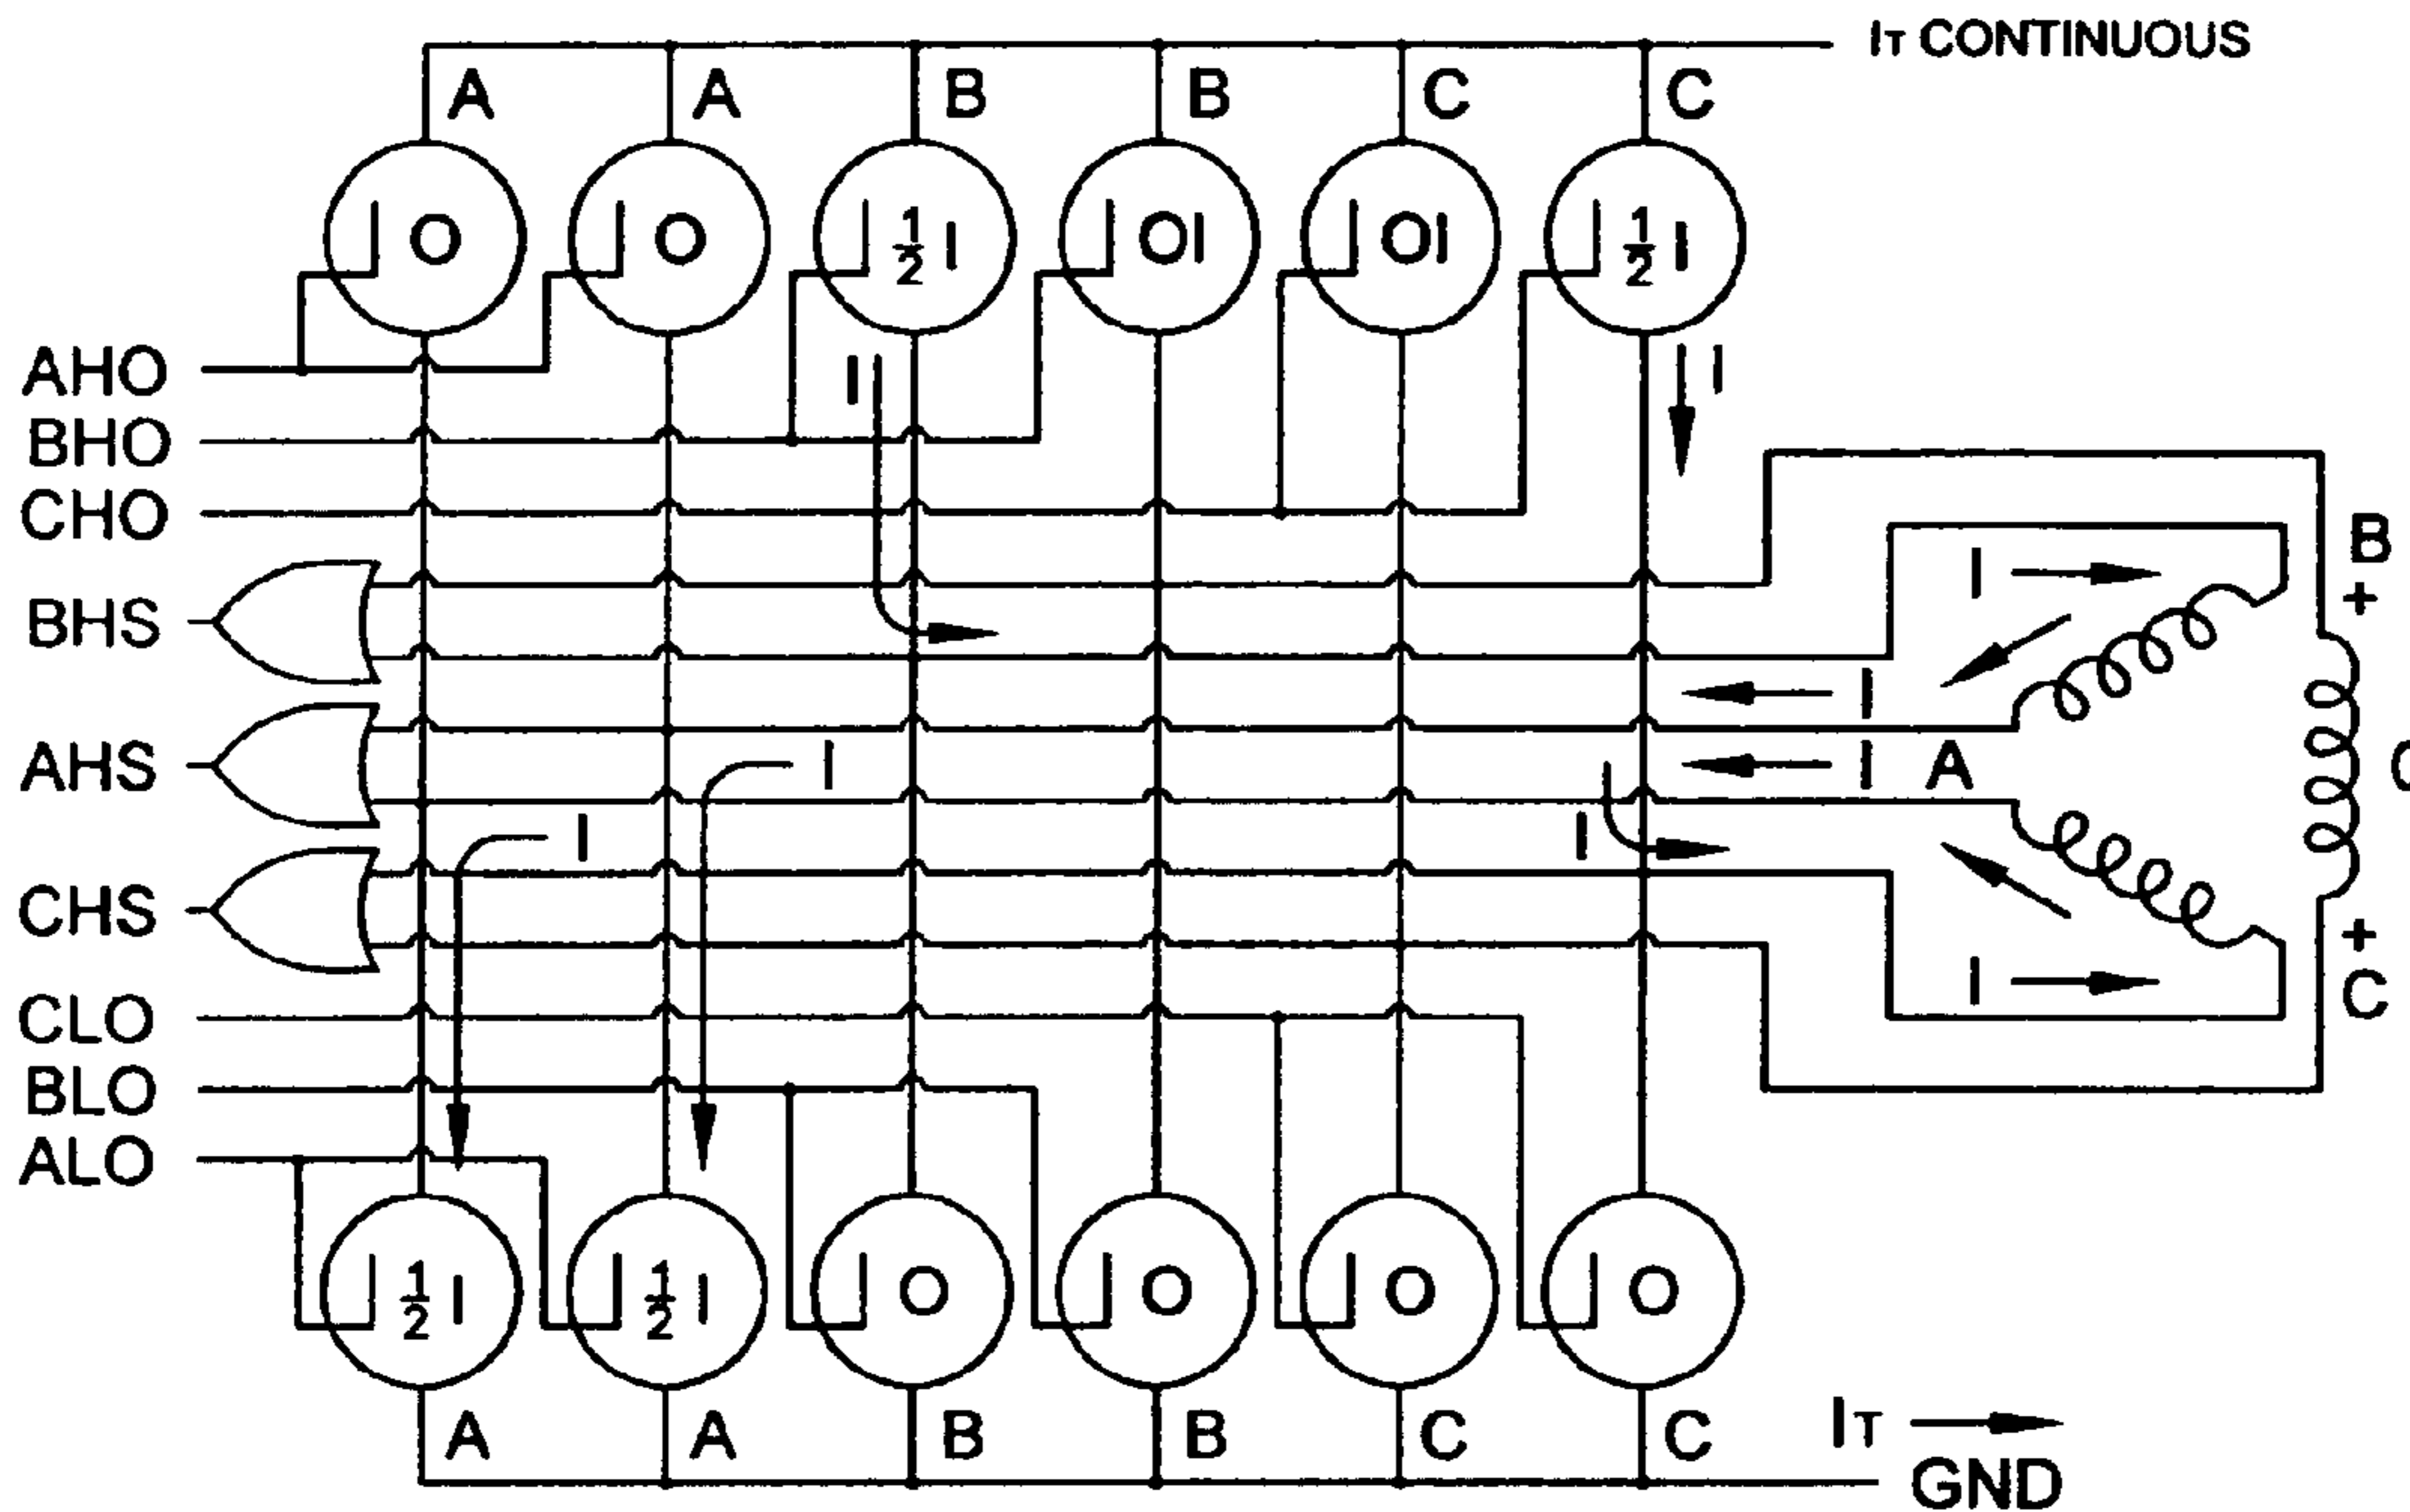 IT CONTINUOUS
A A B B C C
O O 1/2 I OI OI 1/2 I
AHO
I I
BHO
CHO
B
I
+
BHS
I
AHS
I I A
I I
CHS
+
I
C
CLO
BLO
ALO
1/2 I 1/2 I O O O O
A A B B C C
IT
GND